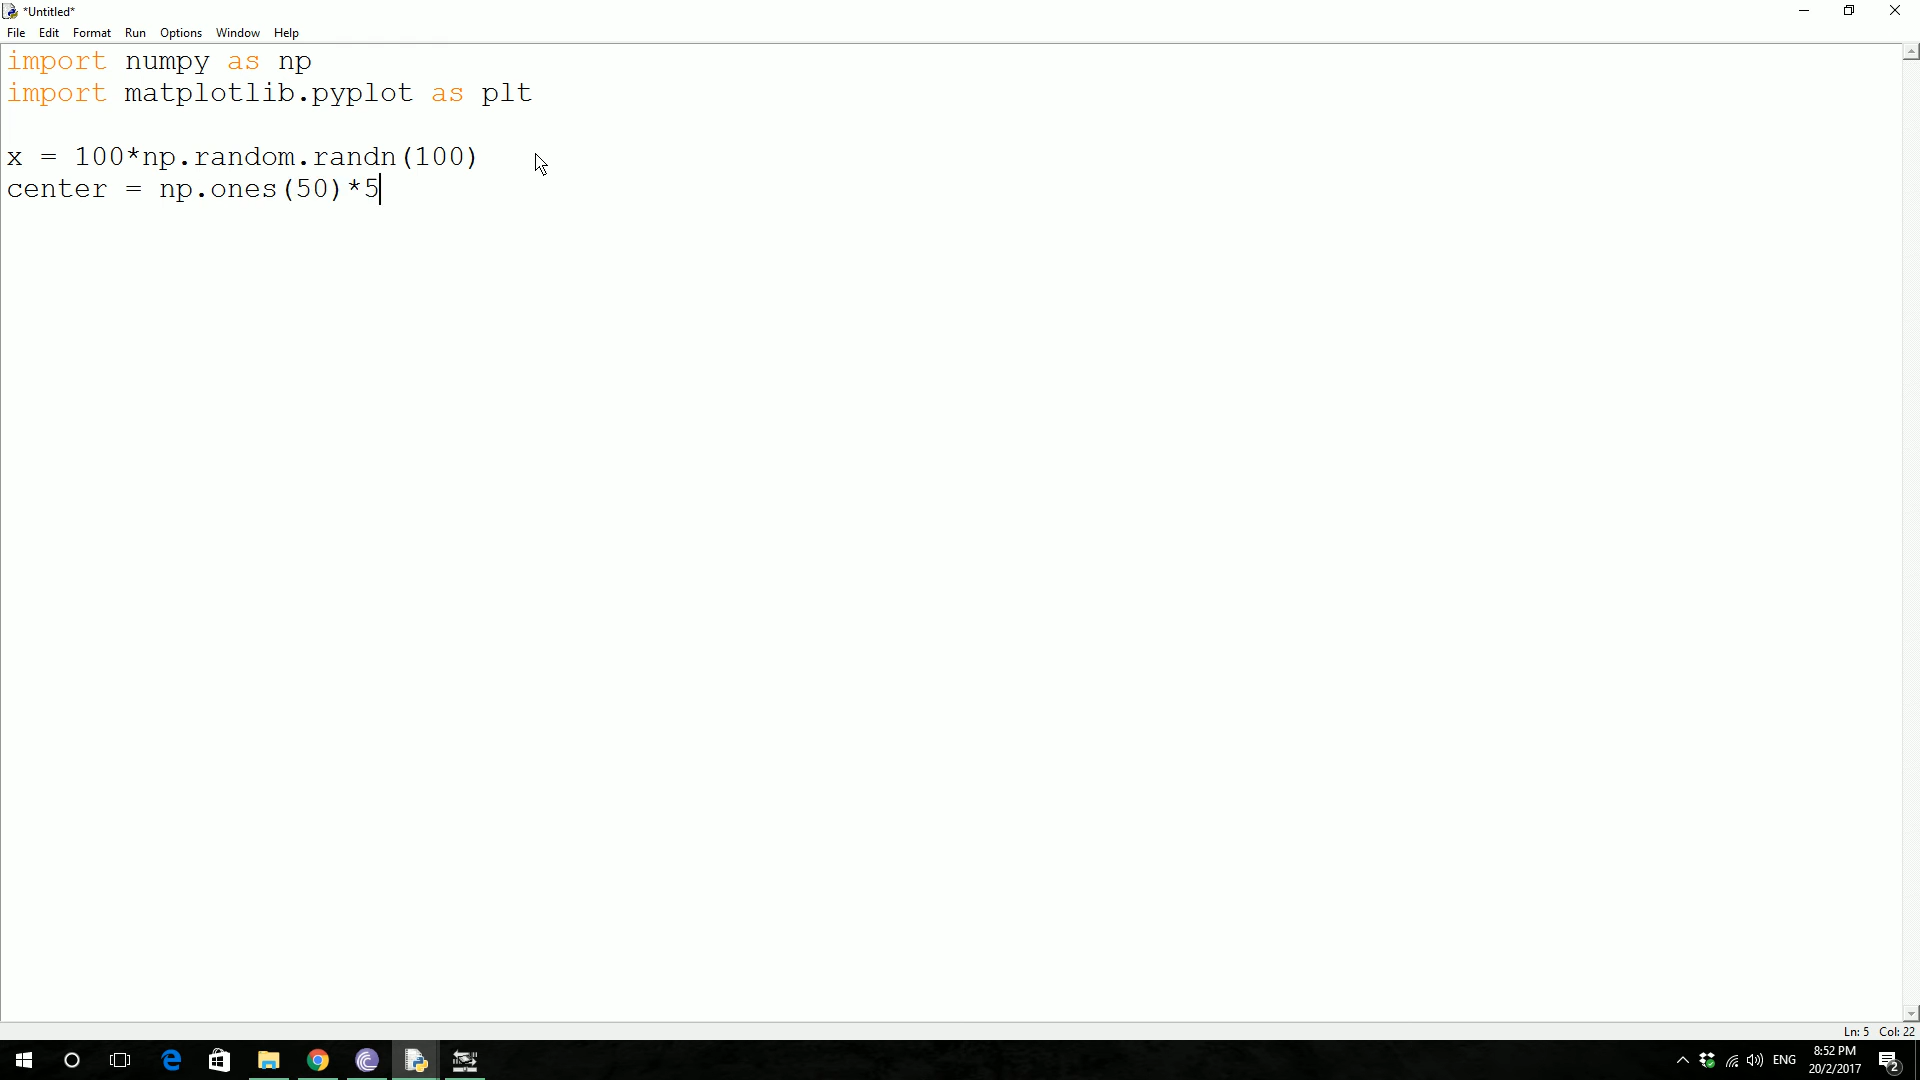 *Untitled*
File Edit Format Run Options Window Help
import numpy as np
import matplotlib.pyplot as plt
x = 100*np.random.randn(100)
center = np.ones(50)*5
Ln: 5 Col: 22
ENG
8:52 PM
20/2/2017
2